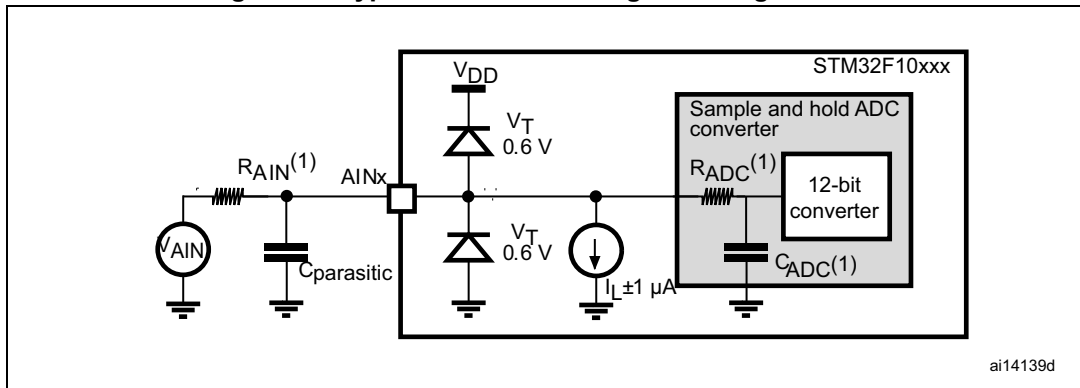 STM32F10xxx
VDD
Sample and hold ADC
converter
VT
0.6 V
RAIN(1)
AINx
RADC(1)
12-bit
converter
VAIN
Cparasitic
VT
0.6 V
IL±1 µA
CADC(1)
ai14139d